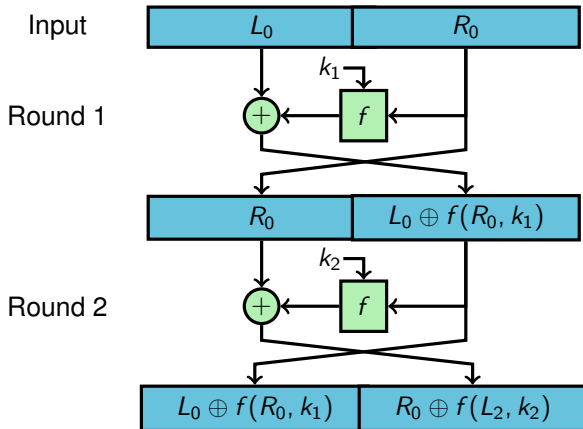 Input L₀ R₀
k₁
Round 1 + f
R₀ L₀ ⊕ f(R₀, k₁)
k₂
Round 2 + f
L₀ ⊕ f(R₀, k₁) R₀ ⊕ f(L₂, k₂)